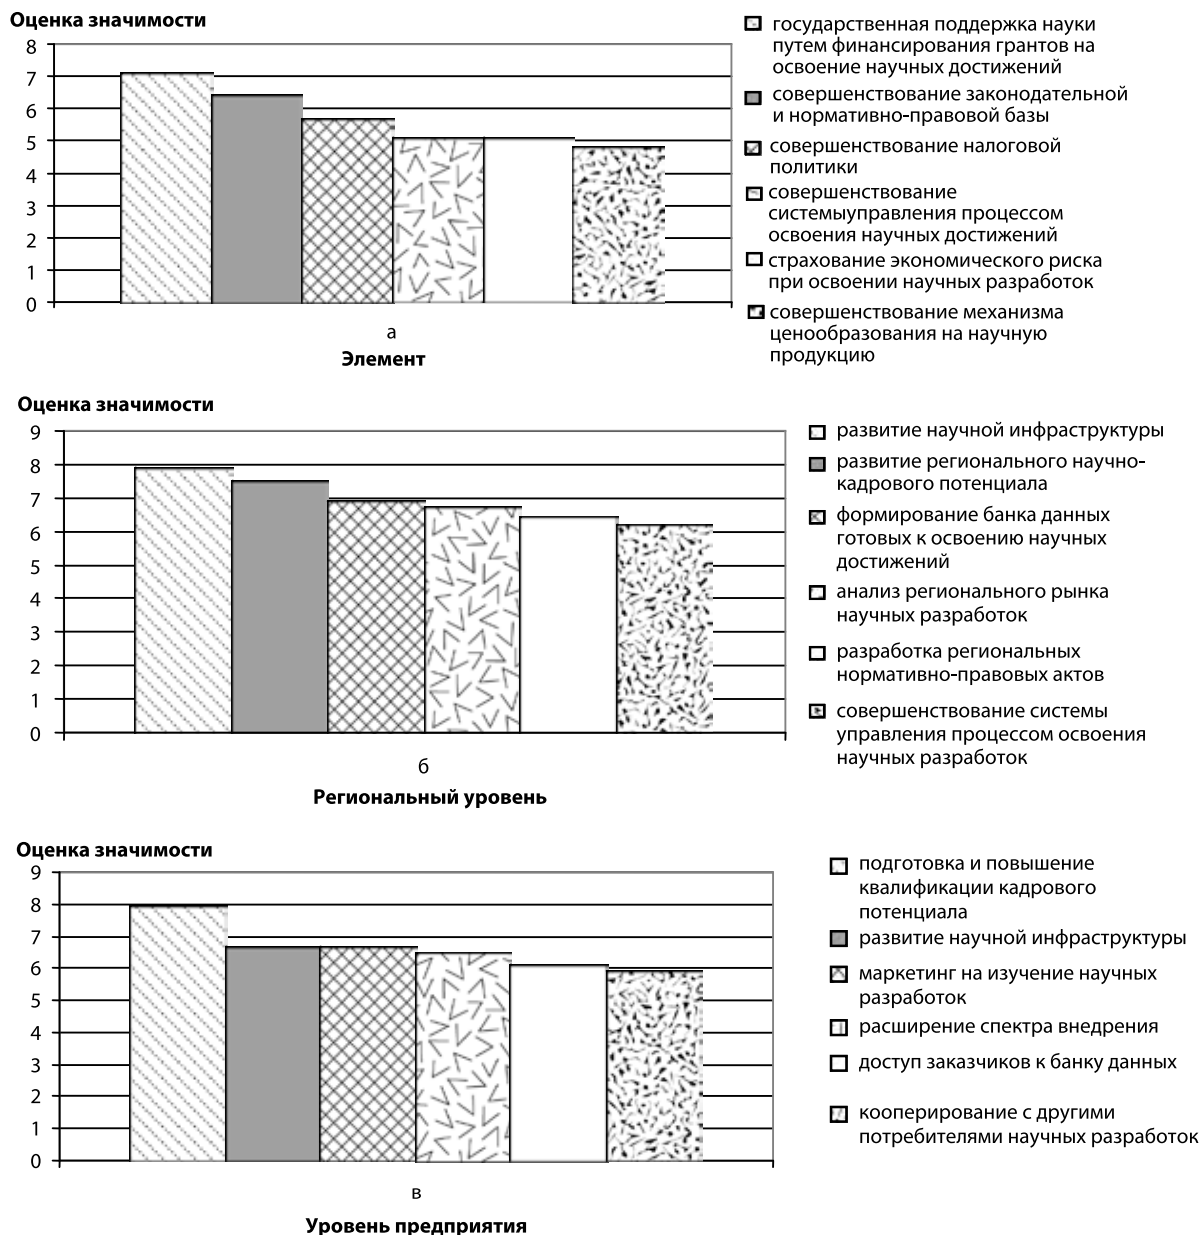 Оценка значимости
8
7
6
5
4
3
2
1
0
а
Элемент
государственная поддержка науки
путем финансирования грантов на
освоение научных достижений
совершенствование законодательной
и нормативно-правовой базы
совершенствование налоговой
политики
совершенствование
системыуправления процессом
освоения научных достижений
страхование экономического риска
при освоении научных разработок
совершенствование механизма
ценообразования на научную
продукцию
Оценка значимости
9
8
7
6
5
4
3
2
1
0
б
Региональный уровень
развитие научной инфраструктуры
развитие регионального научно-
кадрового потенциала
формирование банка данных
готовых к освоению научных
достижений
анализ регионального рынка
научных разработок
разработка региональных
нормативно-правовых актов
совершенствование системы
управления процессом освоения
научных разработок
Оценка значимости
9
8
7
6
5
4
3
2
1
0
в
Уровень предприятия
подготовка и повышение
квалификации кадрового
потенциала
развитие научной инфраструктуры
маркетинг на изучение научных
разработок
расширение спектра внедрения
доступ заказчиков к банку данных
кооперирование с другими
потребителями научных разработок